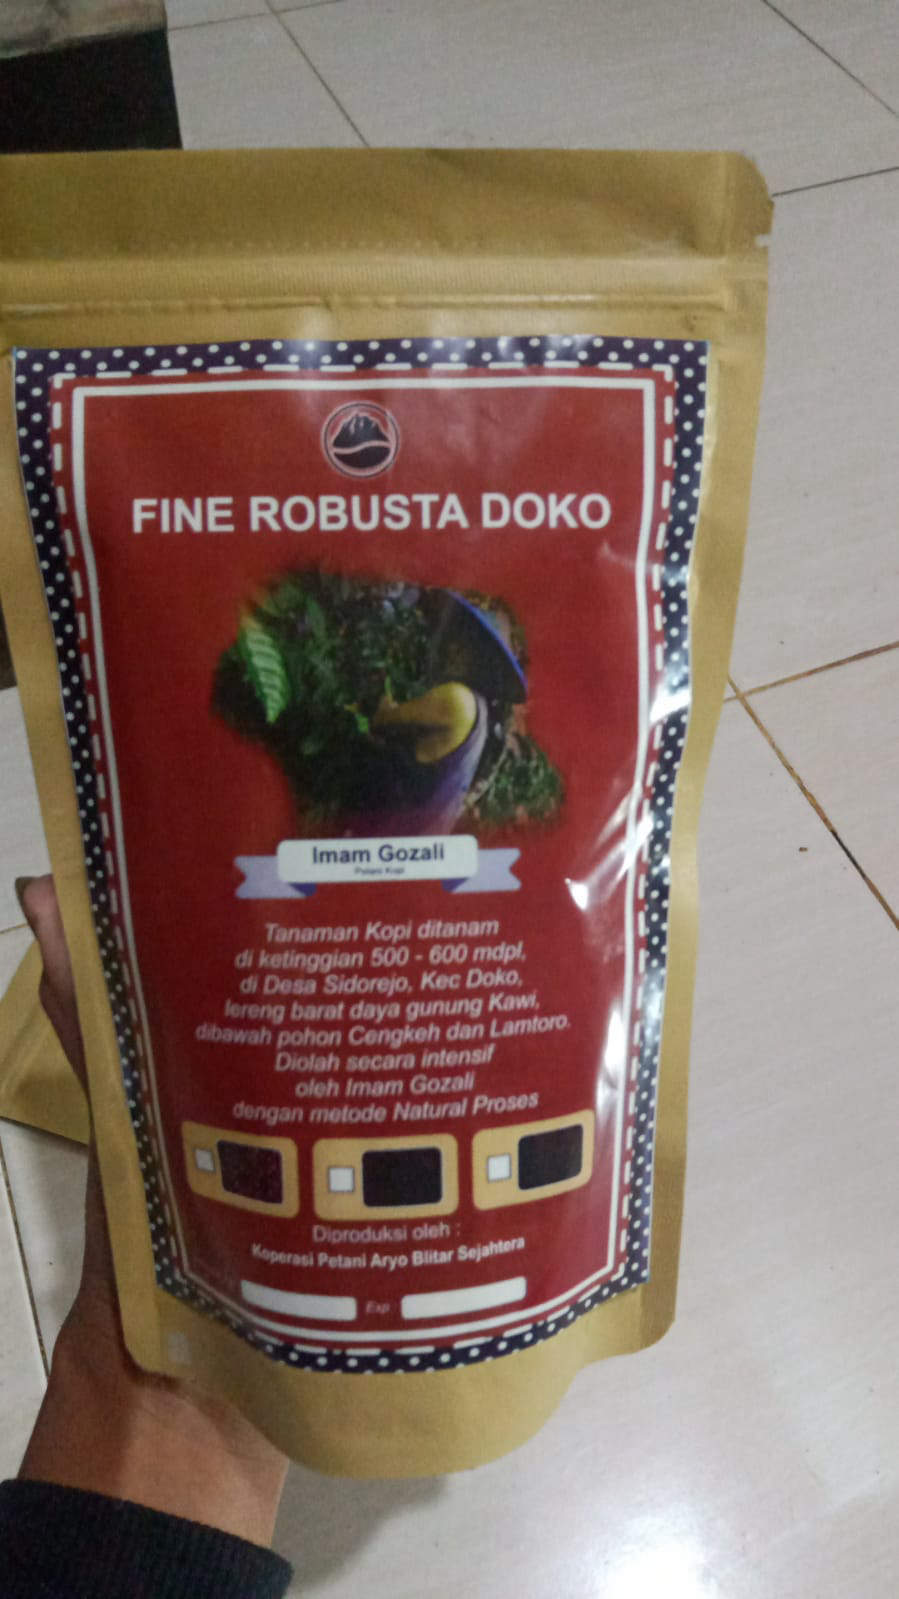 FINE ROBUSTA DOKO
Imam Gozali
Petani Kopi
Tanaman Kopi ditanam
di ketinggian 500 - 600 mdpl,
di Desa Sidorejo, Kec Doko,
lereng barat daya gunung Kawi,
dibawah pohon Cengkeh dan Lamtoro.
Diolah secara intensif
oleh Imam Gozali
dengan metode Natural Proses
Diproduksi oleh :
Koperasi Petani Aryo Blitar Sejahtera
Exp